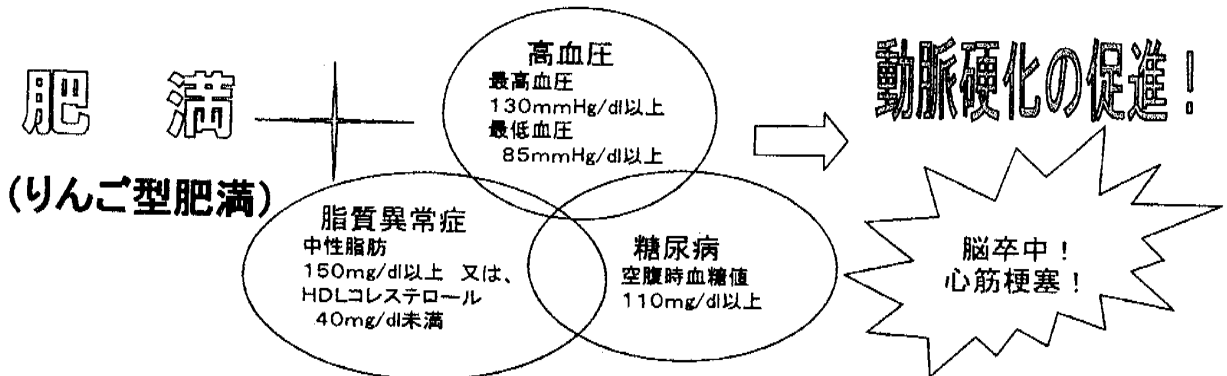 肥 満
(りんご型肥満)
高血圧
最高血圧
130mmHg/dl以上
最低血圧
85mmHg/dl以上
脂質異常症
中性脂肪
150mg/dl以上 又は、
HDLコレステロール
40mg/dl未満
糖尿病
空腹時血糖値
110mg/dl以上
動脈硬化の促進!
脳卒中!
心筋梗塞!